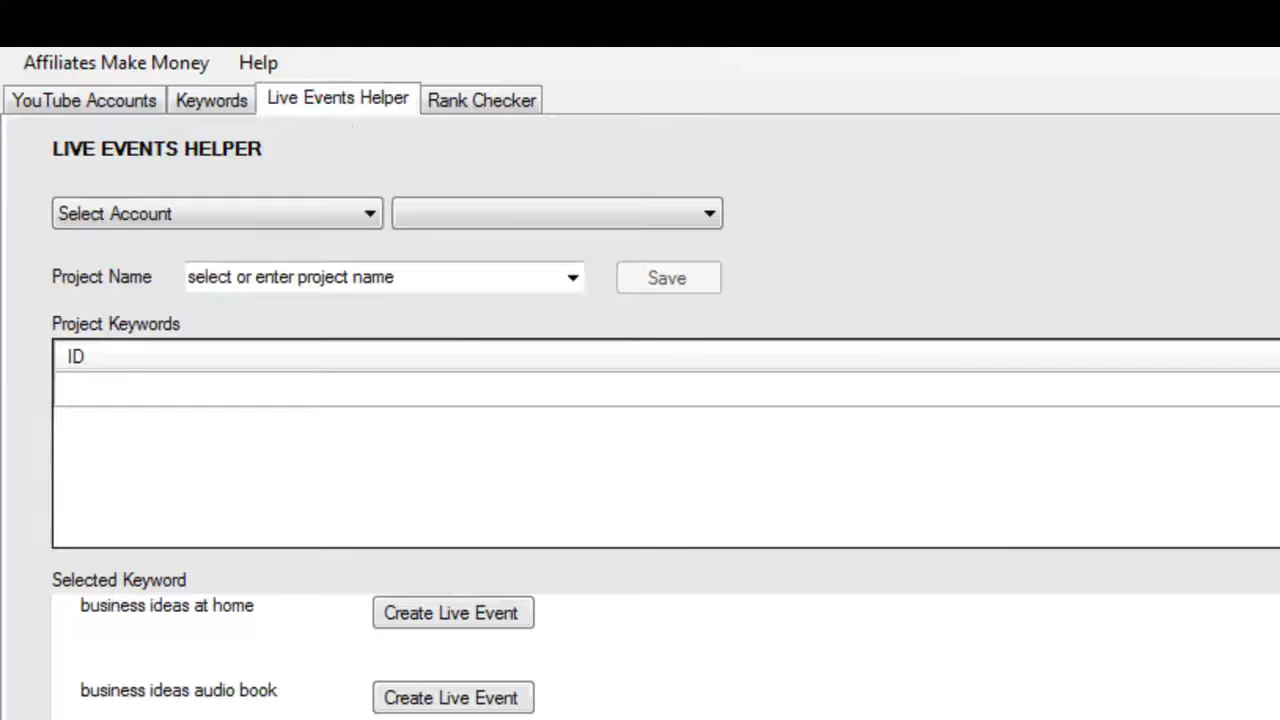 Affiliates Make Money Help
YouTube Accounts Keywords Live Events Helper Rank Checker
LIVE EVENTS HELPER
Select Account
Project Name select or enter project name Save
Project Keywords
ID
Selected Keyword
business ideas at home Create Live Event
business ideas audio book Create Live Event